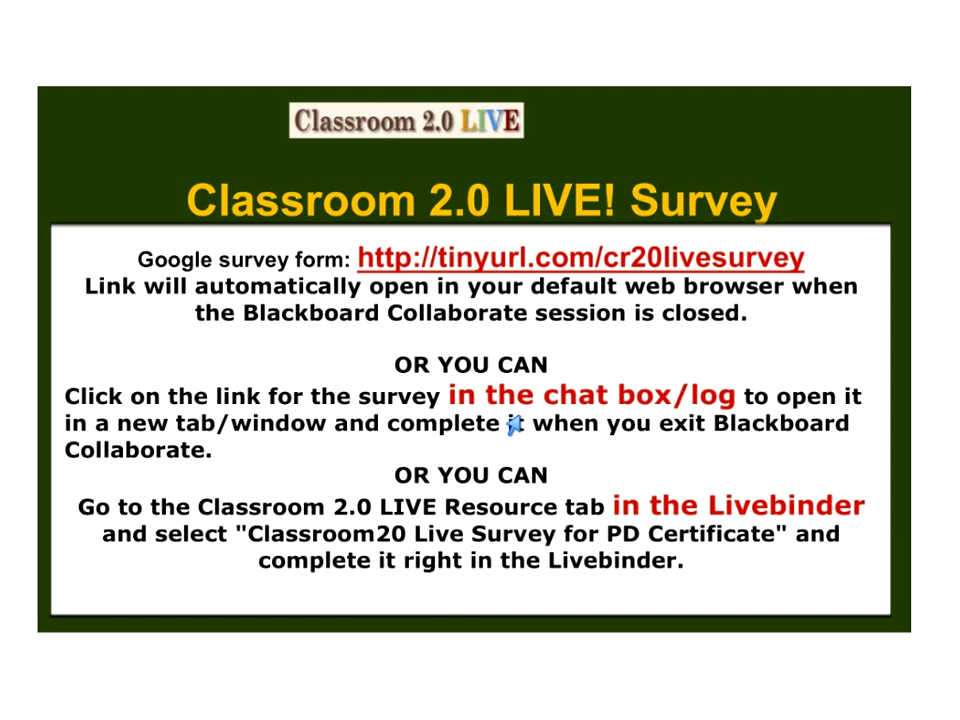 Classroom 2.0 LIVE
Classroom 2.0 LIVE! Survey
Google survey form: http://tinyurl.com/cr20livesurvey
Link will automatically open in your default web browser when
the Blackboard Collaborate session is closed.
OR YOU CAN
Click on the link for the survey in the chat box/log to open it
in a new tab/window and complete it when you exit Blackboard
Collaborate.
OR YOU CAN
Go to the Classroom 2.0 LIVE Resource tab in the Livebinder
and select "Classroom20 Live Survey for PD Certificate" and
complete it right in the Livebinder.